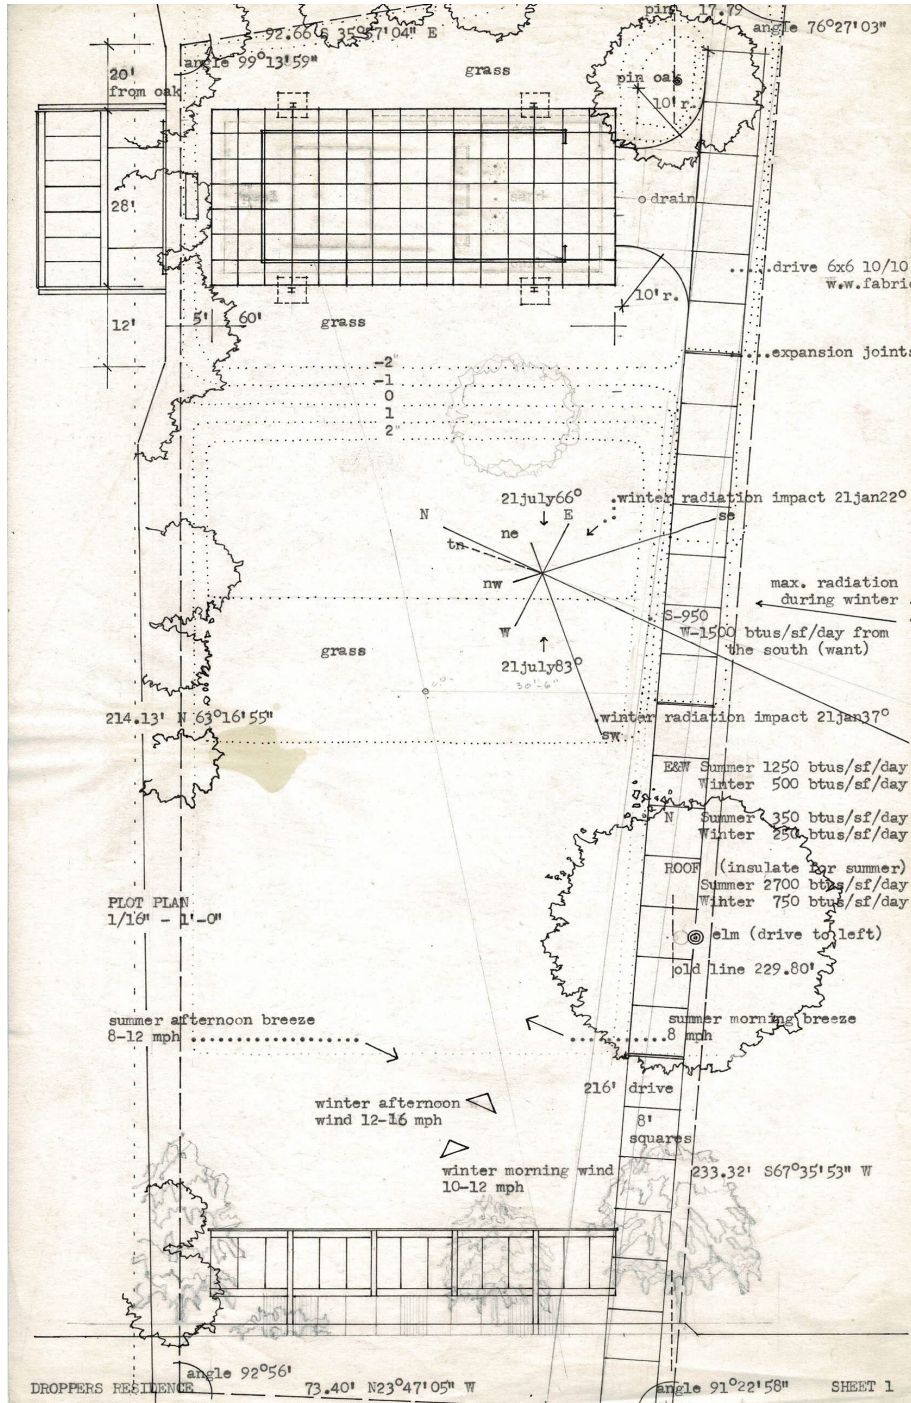 pin 17.79
92.66 S 35°57'04" E
angle 76°27'03"
angle 99°13'59"
grass
20'
from oak
pin oak
10'r.
28'
drain
drive 6x6 10/10
w.w.fabric
10'r.
12'
5' 60'
grass
expansion joints
-2"
-1
0
1
2"
21july66°
winter radiation impact 21jan22°
N
E
se
ne
tn
nw
max. radiation
during winter
S-950
W-1500 btus/sf/day from
the south (want)
W
grass
21july83°
30'-6"
214.13' N 63°16'55"
winter radiation impact 21jan37°
sw
E&W Summer 1250 btus/sf/day
Winter 500 btus/sf/day
N Summer 350 btus/sf/day
Winter 250 btus/sf/day
ROOF (insulate for summer)
Summer 2700 btus/sf/day
Winter 750 btus/sf/day
PLOT PLAN
1/16" - 1'-0"
elm (drive to left)
old line 229.80'
summer afternoon breeze
8-12 mph
summer morning breeze
8 mph
216' drive
winter afternoon
wind 12-16 mph
8'
squares
winter morning wind
10-12 mph
233.32' S67°35'53" W
angle 92°56'
DROPPERS RESIDENCE
73.40' N23°47'05" W
angle 91°22'58"
SHEET 1